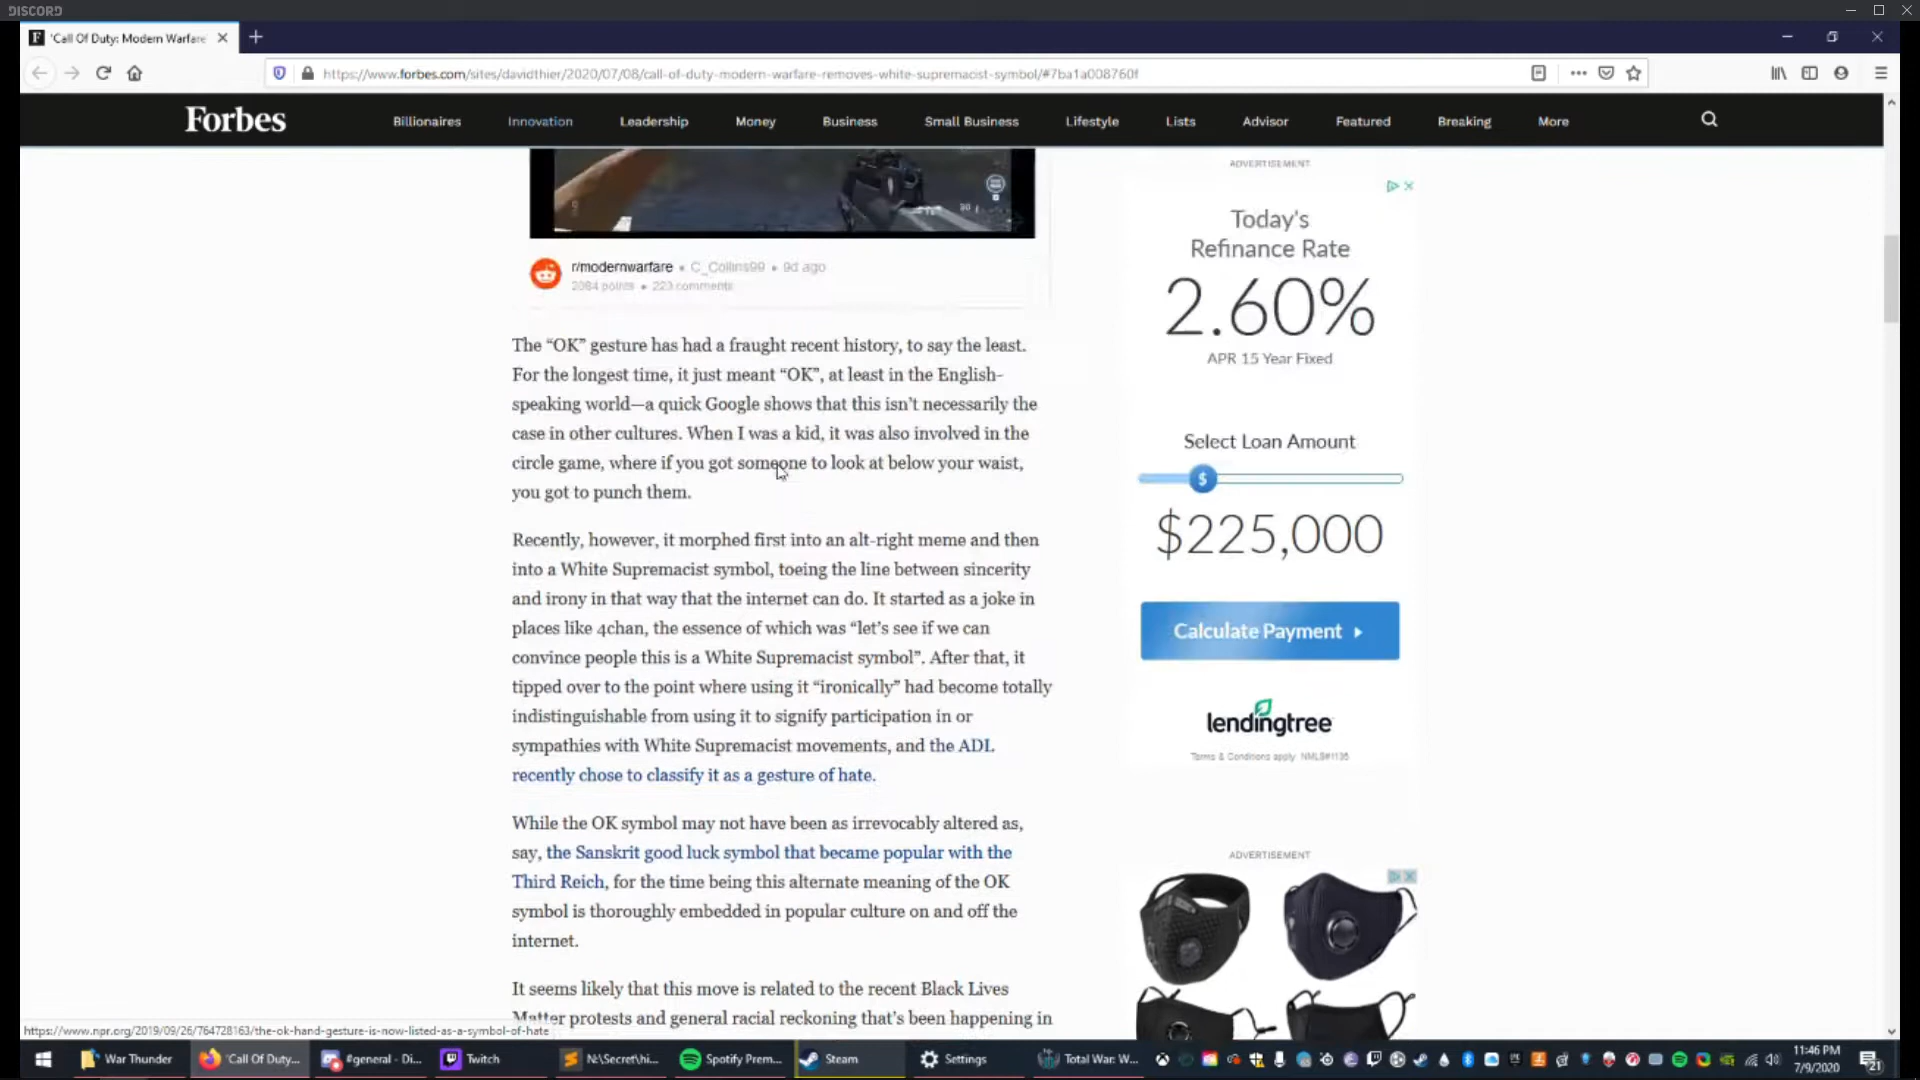 DISCORD
'Call Of Duty: Modern Warfare
https://www.forbes.com/sites/davidthier/2020/07/08/call-of-duty-modern-warfare-removes-white-supremacist-symbol/#7ba1a008760f
Forbes
Billionaires
Innovation
Leadership
Money
Business
Small Business
Lifestyle
Lists
Advisor
Featured
Breaking
More
r/modernwarfare • C_Collins99 • 9d ago
2084 points • 223 comments
The “OK” gesture has had a fraught recent history, to say the least.
For the longest time, it just meant “OK”, at least in the English-
speaking world—a quick Google shows that this isn’t necessarily the
case in other cultures. When I was a kid, it was also involved in the
circle game, where if you got someone to look at below your waist,
you got to punch them.
Recently, however, it morphed first into an alt-right meme and then
into a White Supremacist symbol, toeing the line between sincerity
and irony in that way that the internet can do. It started as a joke in
places like 4chan, the essence of which was “let’s see if we can
convince people this is a White Supremacist symbol”. After that, it
tipped over to the point where using it “ironically” had become totally
indistinguishable from using it to signify participation in or
sympathies with White Supremacist movements, and the ADL
recently chose to classify it as a gesture of hate.
While the OK symbol may not have been as irrevocably altered as,
say, the Sanskrit good luck symbol that became popular with the
Third Reich, for the time being this alternate meaning of the OK
symbol is thoroughly embedded in popular culture on and off the
internet.
It seems likely that this move is related to the recent Black Lives
Matter protests and general racial reckoning that’s been happening in
ADVERTISEMENT
Today's
Refinance Rate
2.60%
APR 15 Year Fixed
Select Loan Amount
$
$225,000
Calculate Payment
lendingtree
Terms & Conditions apply. NMLS#1136
ADVERTISEMENT
https://www.npr.org/2019/09/26/764728163/the-ok-hand-gesture-is-now-listed-as-a-symbol-of-hate
War Thunder
'Call Of Duty...
#general - Di...
Twitch
N:\Secret\hi...
Spotify Prem...
Steam
Settings
Total War: W...
11:46 PM
7/9/2020
21